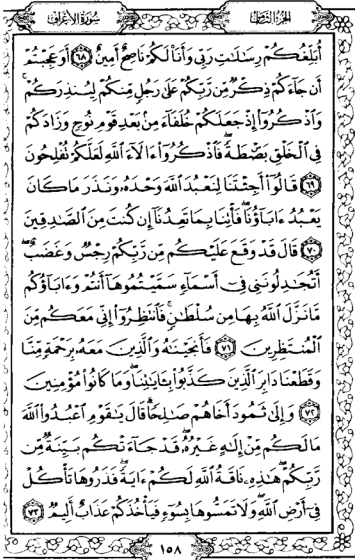 الجزء الثامن
سورة الأعراف
أُبَلِّغُكُمْ رِسَٰلَٰتِ رَبِّى وَأَنَا۠ لَكُمْ نَاصِحٌ أَمِينٌ ٦٨ أَوَعَجِبْتُمْ
أَن جَآءَكُمْ ذِكْرٌ مِّن رَّبِّكُمْ عَلَىٰ رَجُلٍ مِّنكُمْ لِيُنذِرَكُمْ ۚ
وَٱذْكُرُوٓا۟ إِذْ جَعَلَكُمْ خُلَفَآءَ مِنۢ بَعْدِ قَوْمِ نُوحٍ وَزَادَكُمْ
فِى ٱلْخَلْقِ بَصْۜطَةً ۖ فَٱذْكُرُوٓا۟ ءَالَآءَ ٱللَّهِ لَعَلَّكُمْ تُفْلِحُونَ
٦٩ قَالُوٓا۟ أَجِئْتَنَا لِنَعْبُدَ ٱللَّهَ وَحْدَهُۥ وَنَذَرَ مَا كَانَ
يَعْبُدُ ءَابَآؤُنَا ۖ فَأْتِنَا بِمَا تَعِدُنَآ إِن كُنتَ مِنَ ٱلصَّٰدِقِينَ
٧٠ قَالَ قَدْ وَقَعَ عَلَيْكُم مِّن رَّبِّكُمْ رِجْسٌ وَغَضَبٌ ۖ
أَتُجَٰدِلُونَنِى فِىٓ أَسْمَآءٍ سَمَّيْتُمُوهَآ أَنتُمْ وَءَابَآؤُكُم
مَّا نَزَّلَ ٱللَّهُ بِهَا مِن سُلْطَٰنٍ ۚ فَٱنتَظِرُوٓا۟ إِنِّى مَعَكُم مِّنَ
ٱلْمُنتَظِرِينَ ٧١ فَأَنجَيْنَٰهُ وَٱلَّذِينَ مَعَهُۥ بِرَحْمَةٍ مِّنَّا
وَقَطَعْنَا دَابِرَ ٱلَّذِينَ كَذَّبُوا۟ بِـَٔايَٰتِنَا ۖ وَمَا كَانُوا۟ مُؤْمِنِينَ
٧٢ وَإِلَىٰ ثَمُودَ أَخَاهُمْ صَٰلِحًا ۗ قَالَ يَٰقَوْمِ ٱعْبُدُوا۟ ٱللَّهَ
مَا لَكُم مِّنْ إِلَٰهٍ غَيْرُهُۥ ۖ قَدْ جَآءَتْكُم بَيِّنَةٌ مِّن
رَّبِّكُمْ ۖ هَٰذِهِۦ نَاقَةُ ٱللَّهِ لَكُمْ ءَايَةً ۖ فَذَرُوهَا تَأْكُلْ
فِىٓ أَرْضِ ٱللَّهِ ۖ وَلَا تَمَسُّوهَا بِسُوٓءٍ فَيَأْخُذَكُمْ عَذَابٌ أَلِيمٌ ٧٣
١٥٨